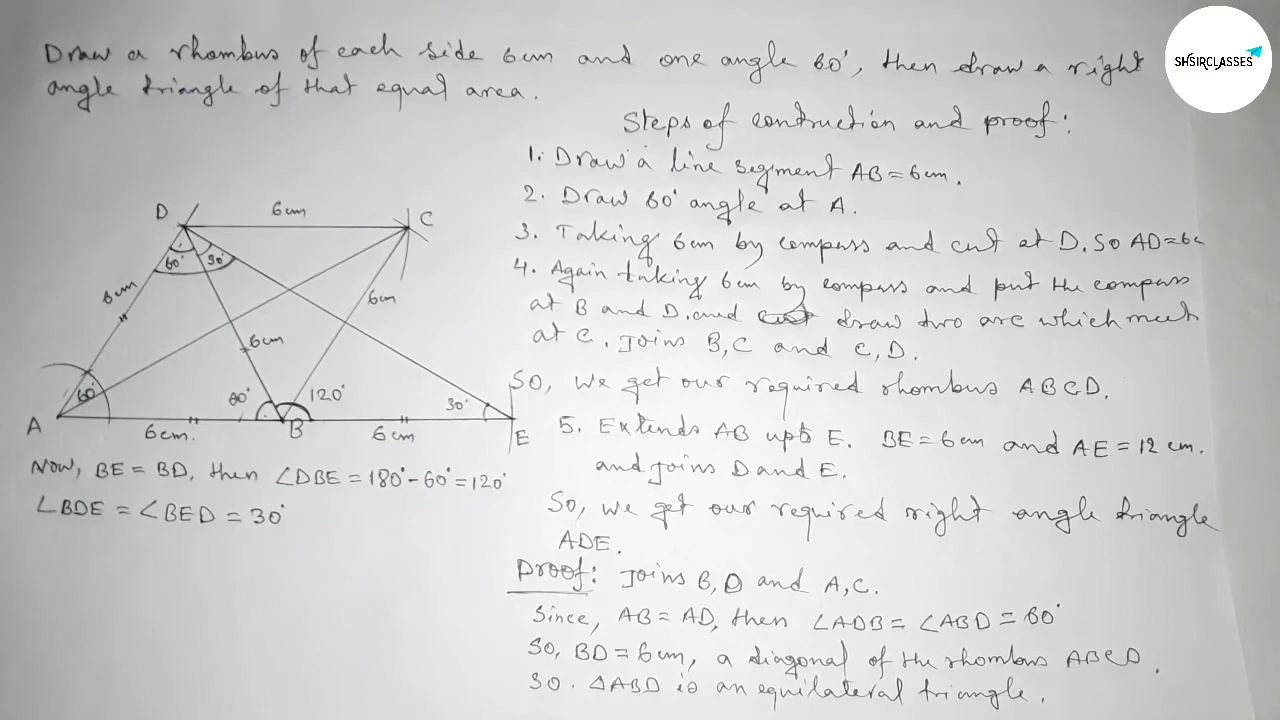 Draw a rhombus of each side 6cm and one angle 60°, then draw a right
angle triangle of that equal area.
SHSIRCLASSES
Steps of contruction and proof:
1. Draw a line segment AB=6cm.
2. Draw 60° angle at A.
3. Taking 6cm by compass and cut at D. So AD=6c
4. Again taking 6cm by compass and put the compass
at B and D. and draw two arc which meet
at C. Joins B,C and C,D.
So, we get our required rhombus ABCD.
5. Extends AB upto E. BE=6cm and AE=12 cm.
and joins D and E.
So, we get our required right angle triangle
ADE.
Proof: Joins B,D and A,C.
Since, AB=AD, then ∠ADB=∠ABD=60°
So, BD=6cm, a diagonal of the rhombus ABCD.
So. △ABD is an equilateral triangle.
D 6cm C
60° 30°
6cm 6cm
6cm
60° 60° 120° 30°
A B E
6cm. 6cm
Now, BE=BD, then ∠DBE=180°-60°=120°
∠BDE=∠BED=30°